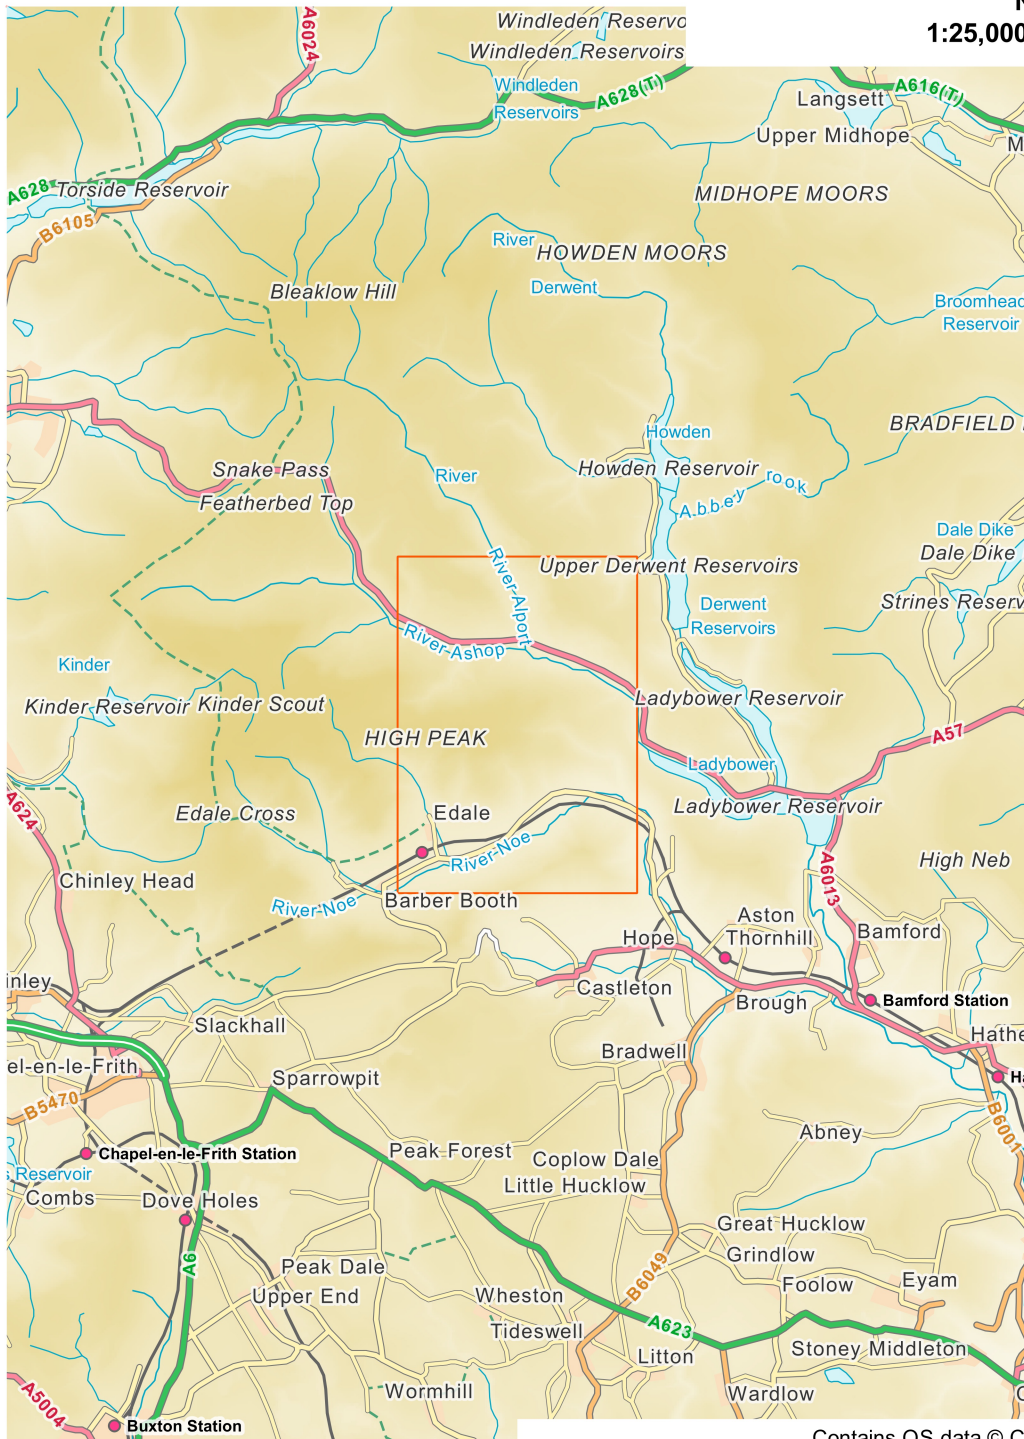 N
1:25,000
Windleden Reservo
Windleden Reservoirs
Windleden
Reservoirs
A6024
A628(T)
A616(T)
Langsett
Upper Midhope
M
A628
Torside Reservoir
B6105
MIDHOPE MOORS
River
HOWDEN MOORS
Derwent
Bleaklow Hill
Broomhead
Reservoir
BRADFIELD
Howden
Howden Reservoir
Snake Pass
River
Abbey
rook
Featherbed Top
Dale Dike
Dale Dike
River Alport
Upper Derwent Reservoirs
Derwent
Reservoirs
Strines Reserv
River Ashop
Kinder
Kinder Reservoir
Kinder Scout
Ladybower Reservoir
HIGH PEAK
A57
Ladybower
A624
Edale Cross
Edale
Ladybower Reservoir
River Noe
High Neb
A6013
Chinley Head
River Noe
Barber Booth
Aston
Thornhill
Hope
Bamford
inley
Castleton
Brough
Bamford Station
Slackhall
Hathe
el-en-le-Frith
Bradwell
Ha
Sparrowpit
B5470
B6001
Abney
Chapel-en-le-Frith Station
Peak Forest
Coplow Dale
s Reservoir
Combs
Dove Holes
Little Hucklow
Great Hucklow
A6
Grindlow
Peak Dale
B6049
Foolow
Eyam
Upper End
Wheston
A623
Tideswell
Litton
Stoney Middleton
A5004
Wormhill
Wardlow
C
Buxton Station
Contains OS data © C